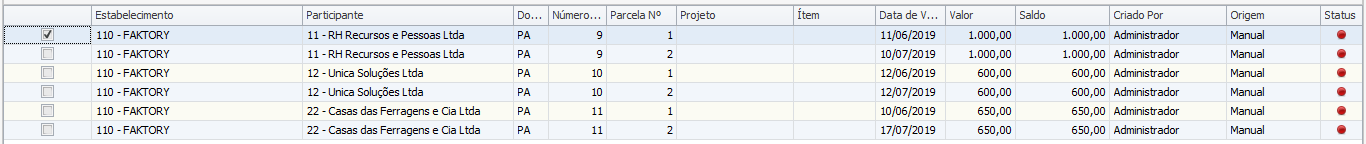 Estabelecimento Participante Do... Número... Parcela Nº Projeto Ítem Data de V... Valor Saldo Criado Por Origem Status
110 - FAKTORY 11 - RH Recursos e Pessoas Ltda PA 9 1 11/06/2019 1.000,00 1.000,00 Administrador Manual
110 - FAKTORY 11 - RH Recursos e Pessoas Ltda PA 9 2 10/07/2019 1.000,00 1.000,00 Administrador Manual
110 - FAKTORY 12 - Unica Soluções Ltda PA 10 1 12/06/2019 600,00 600,00 Administrador Manual
110 - FAKTORY 12 - Unica Soluções Ltda PA 10 2 12/07/2019 600,00 600,00 Administrador Manual
110 - FAKTORY 22 - Casas das Ferragens e Cia Ltda PA 11 1 10/06/2019 650,00 650,00 Administrador Manual
110 - FAKTORY 22 - Casas das Ferragens e Cia Ltda PA 11 2 17/07/2019 650,00 650,00 Administrador Manual